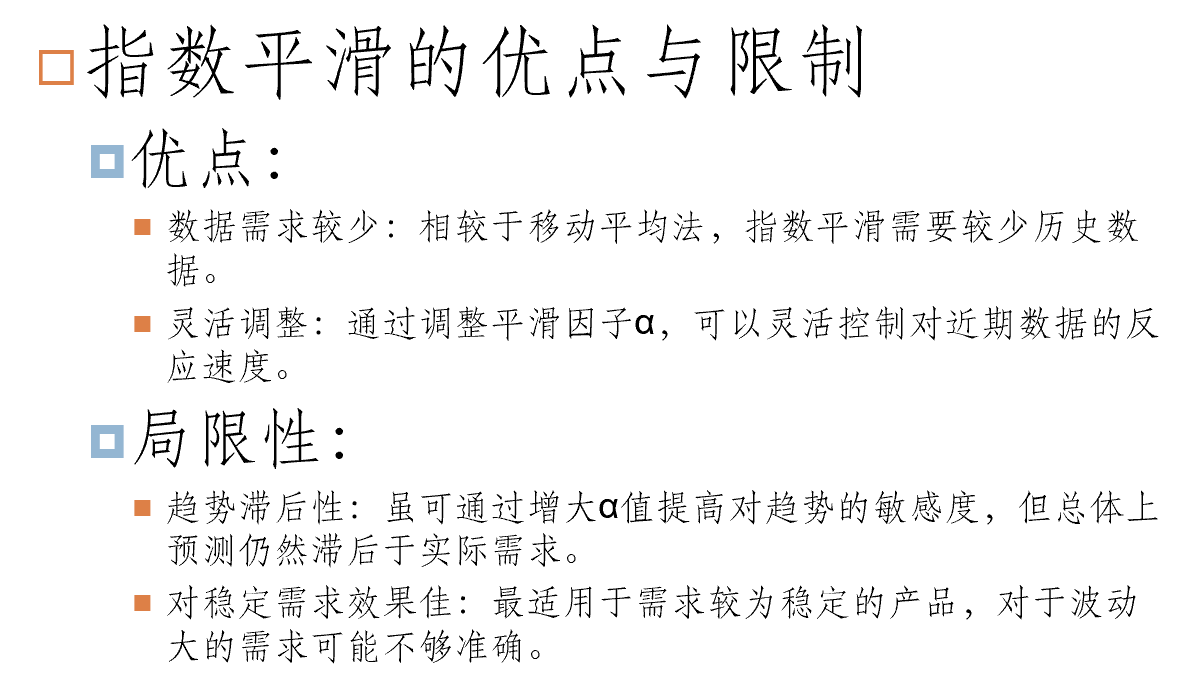 指数平滑的优点与限制
优点：
数据需求较少：相较于移动平均法，指数平滑需要较少历史数
据。
灵活调整：通过调整平滑因子α，可以灵活控制对近期数据的反
应速度。
局限性：
趋势滞后性：虽可通过增大α值提高对趋势的敏感度，但总体上
预测仍然滞后于实际需求。
对稳定需求效果佳：最适用于需求较为稳定的产品，对于波动
大的需求可能不够准确。